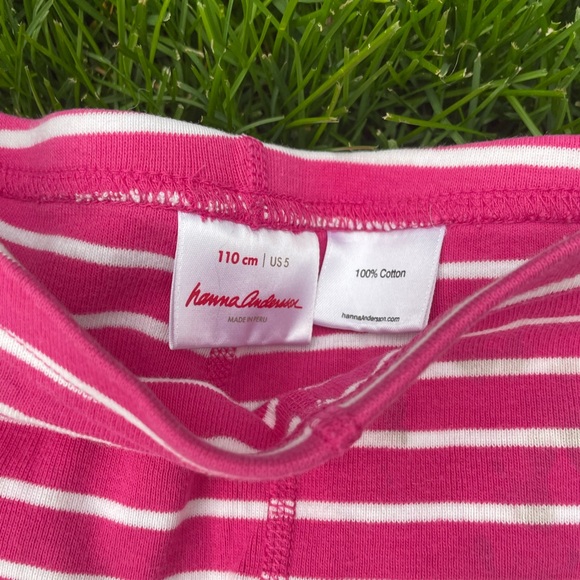 110 cm | US 5
hanna Andersson
MADE IN PERU
100% Cotton
hannaAndersson.com